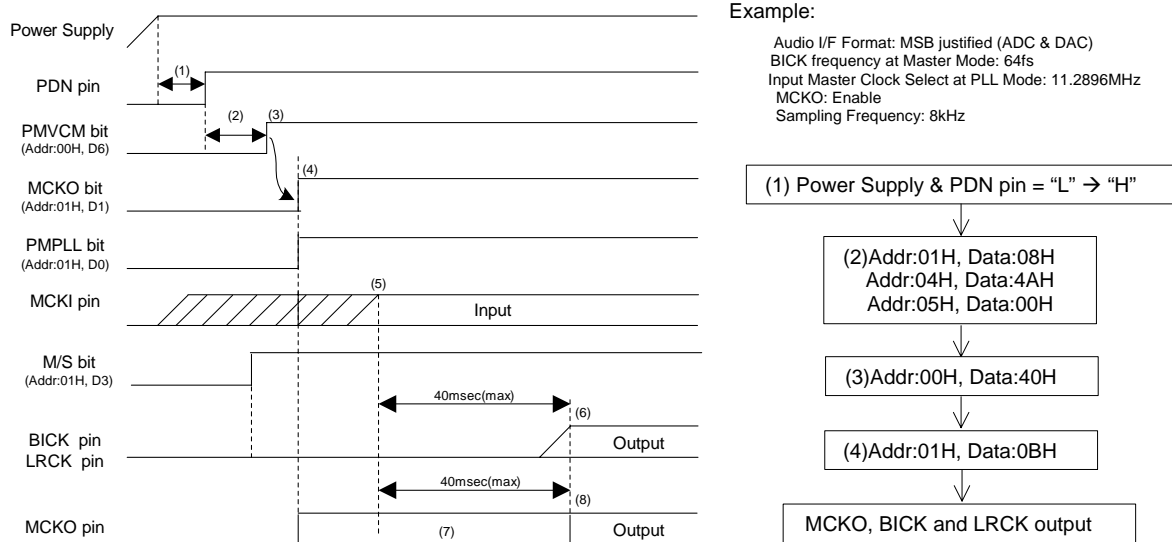 Power Supply
(1)
PDN pin
(2)
(3)
PMVCM bit
(Addr:00H, D6)
(4)
MCKO bit
(Addr:01H, D1)
PMPLL bit
(Addr:01H, D0)
(5)
MCKI pin
Input
M/S bit
(Addr:01H, D3)
40msec(max)
(6)
BICK pin
Output
LRCK pin
40msec(max)
(8)
MCKO pin
(7)
Output
Example:
Audio I/F Format: MSB justified (ADC & DAC)
BICK frequency at Master Mode: 64fs
Input Master Clock Select at PLL Mode: 11.2896MHz
MCKO: Enable
Sampling Frequency: 8kHz
(1) Power Supply & PDN pin = “L” → “H”
(2)Addr:01H, Data:08H
Addr:04H, Data:4AH
Addr:05H, Data:00H
(3)Addr:00H, Data:40H
(4)Addr:01H, Data:0BH
MCKO, BICK and LRCK output